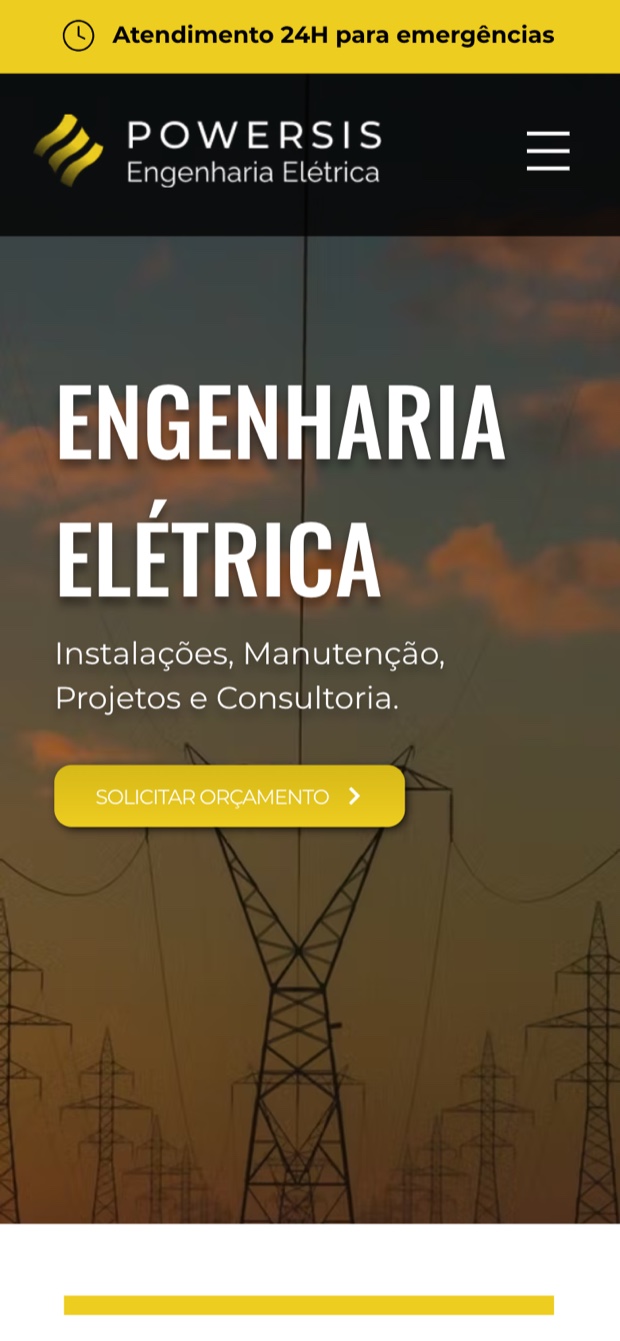 Atendimento 24H para emergências
POWERSIS
Engenharia Elétrica
ENGENHARIA
ELÉTRICA
Instalações, Manutenção,
Projetos e Consultoria.
SOLICITAR ORÇAMENTO